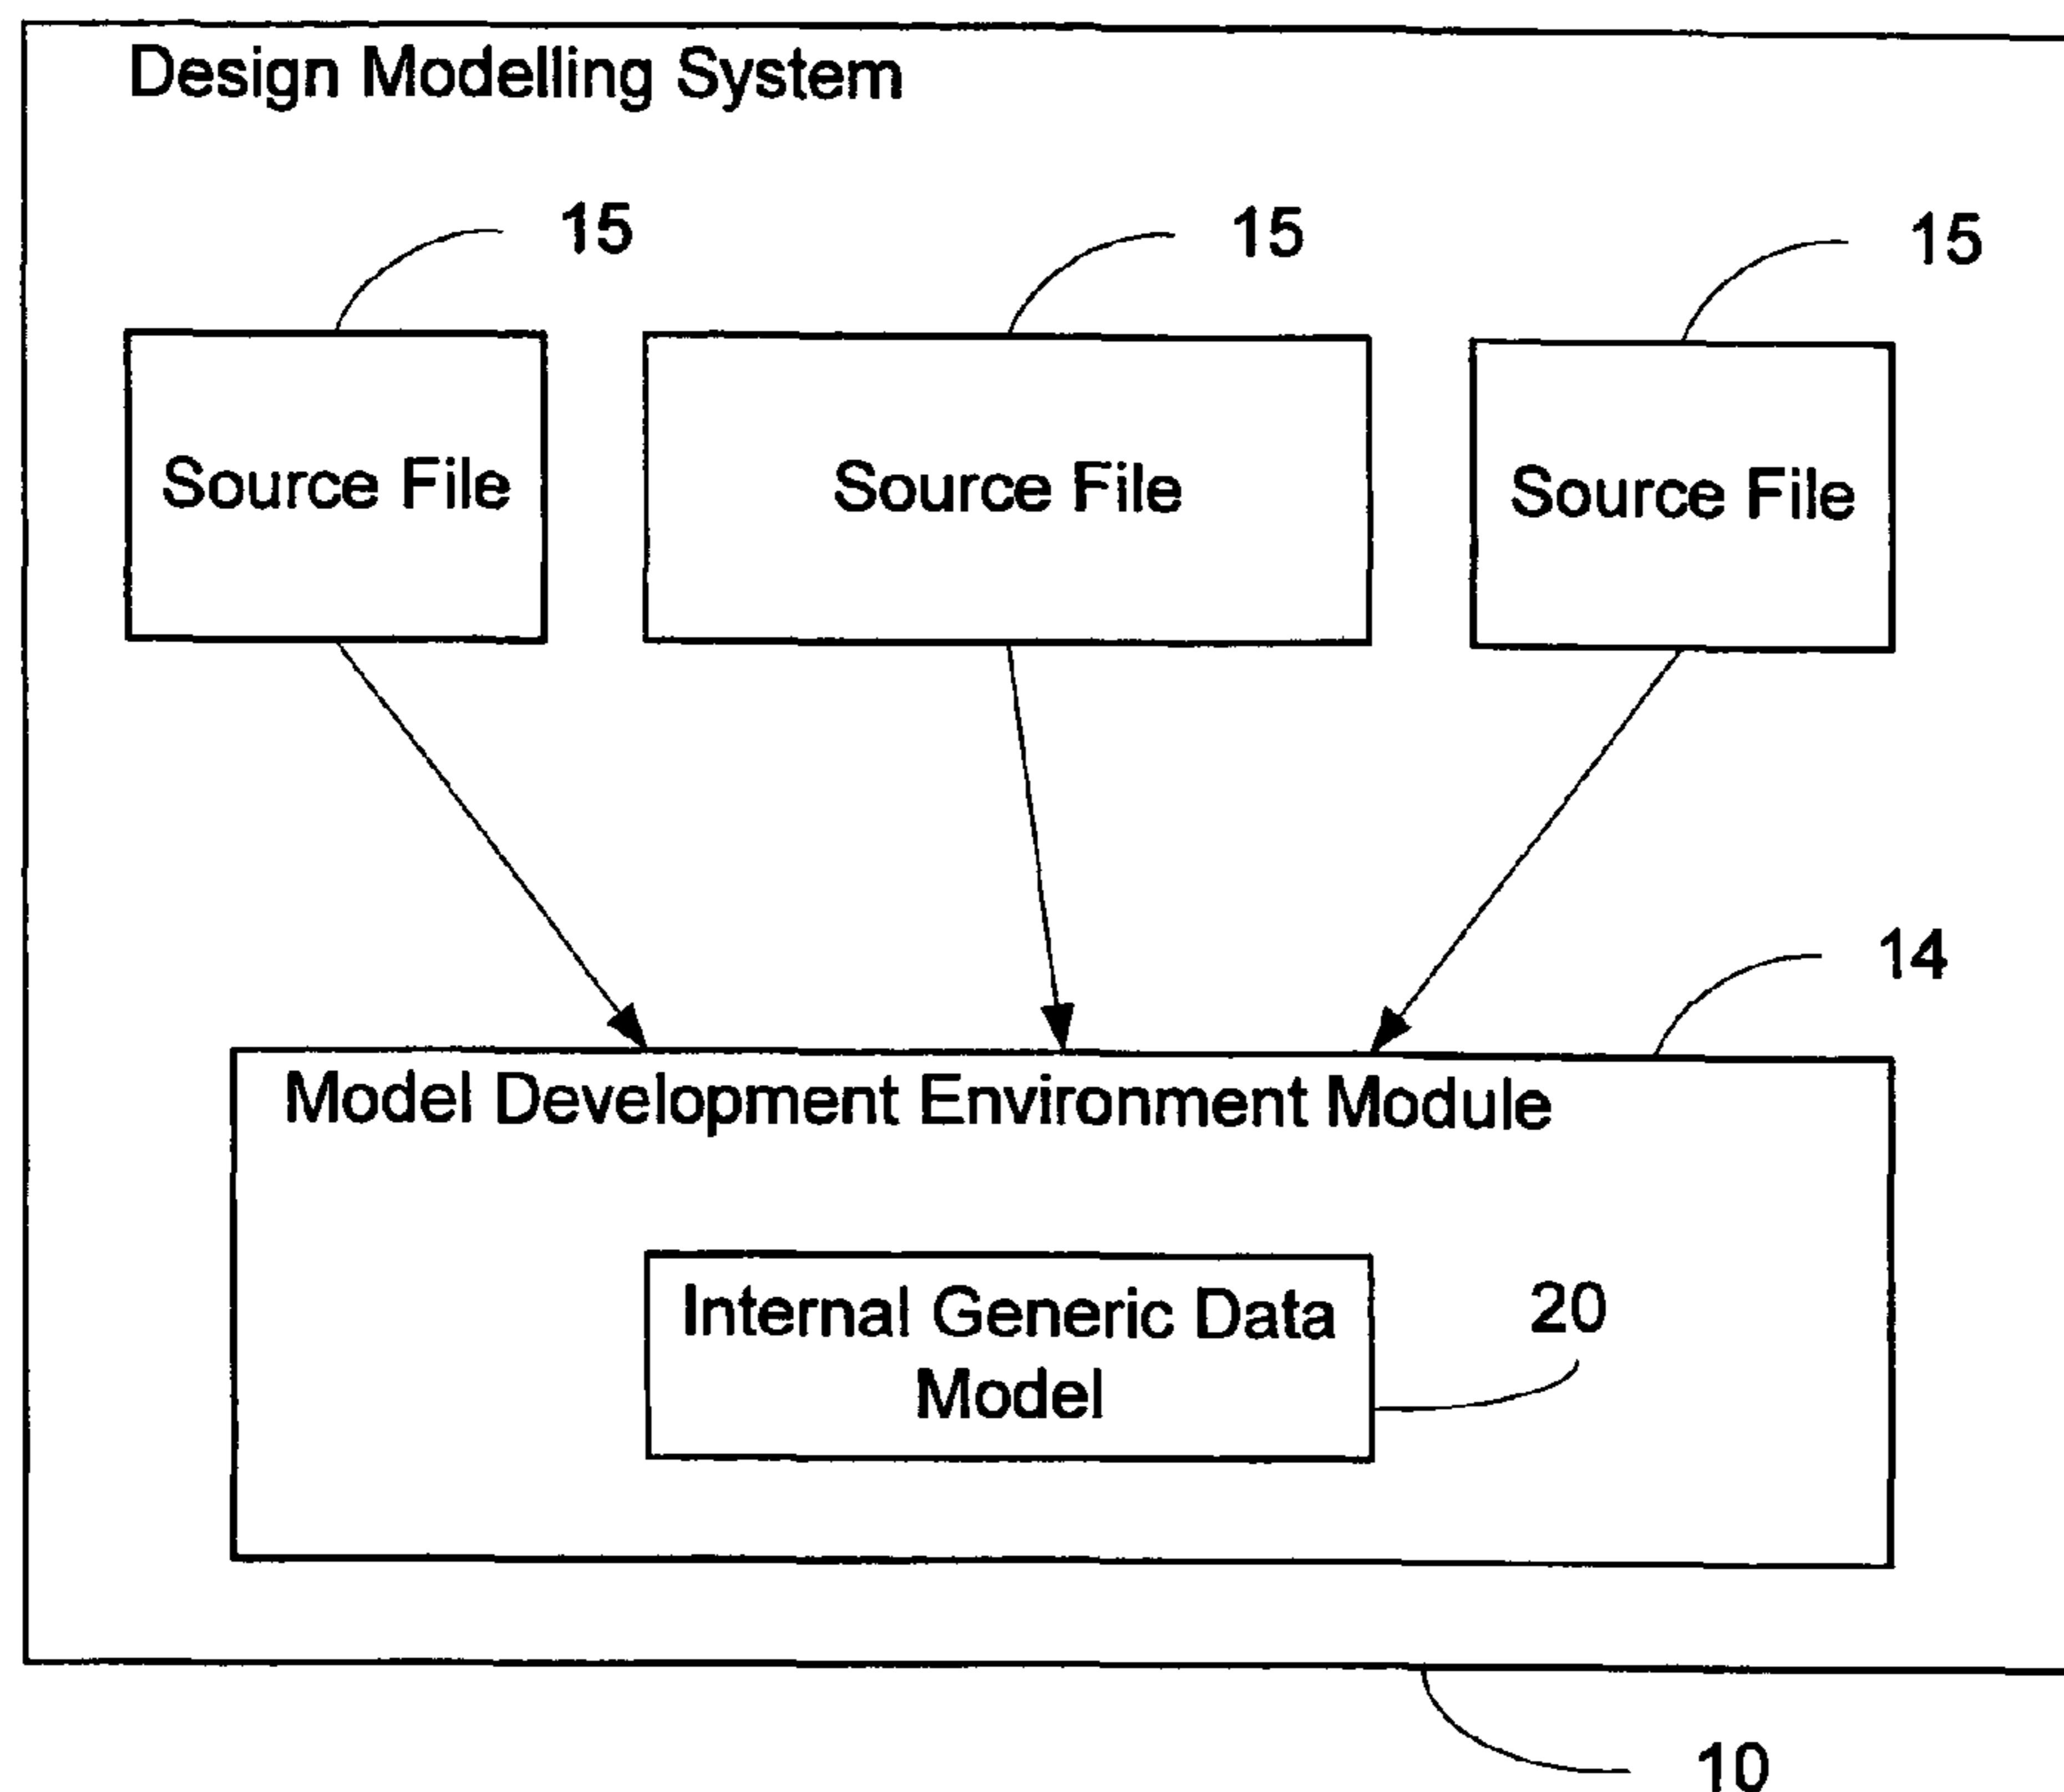 Design Modelling System
15 15 15
Source File Source File Source File
14
Model Development Environment Module
Internal Generic Data
Model
20
10